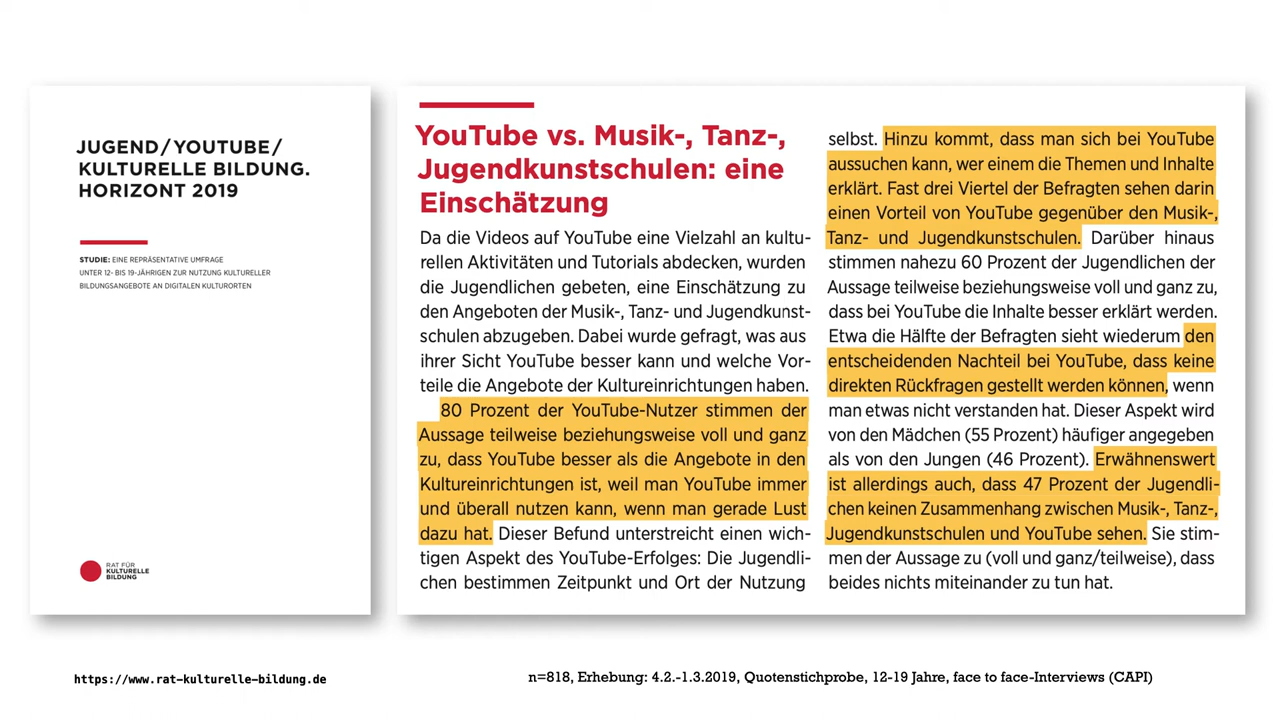 JUGEND/YOUTUBE/
KULTURELLE BILDUNG.
HORIZONT 2019
STUDIE: EINE REPRÄSENTATIVE UMFRAGE
UNTER 12- BIS 19-JÄHRIGEN ZUR NUTZUNG KULTURELLER
BILDUNGSANGEBOTE AN DIGITALEN KULTURORTEN
RAT FÜR
KULTURELLE
BILDUNG
YouTube vs. Musik-, Tanz-,
Jugendkunstschulen: eine
Einschätzung
Da die Videos auf YouTube eine Vielzahl an kultu-
rellen Aktivitäten und Tutorials abdecken, wurden
die Jugendlichen gebeten, eine Einschätzung zu
den Angeboten der Musik-, Tanz- und Jugendkunst-
schulen abzugeben. Dabei wurde gefragt, was aus
ihrer Sicht YouTube besser kann und welche Vor-
teile die Angebote der Kultureinrichtungen haben.
80 Prozent der YouTube-Nutzer stimmen der
Aussage teilweise beziehungsweise voll und ganz
zu, dass YouTube besser als die Angebote in den
Kultureinrichtungen ist, weil man YouTube immer
und überall nutzen kann, wenn man gerade Lust
dazu hat. Dieser Befund unterstreicht einen wich-
tigen Aspekt des YouTube-Erfolges: Die Jugendli-
chen bestimmen Zeitpunkt und Ort der Nutzung
selbst. Hinzu kommt, dass man sich bei YouTube
aussuchen kann, wer einem die Themen und Inhalte
erklärt. Fast drei Viertel der Befragten sehen darin
einen Vorteil von YouTube gegenüber den Musik-,
Tanz- und Jugendkunstschulen. Darüber hinaus
stimmen nahezu 60 Prozent der Jugendlichen der
Aussage teilweise beziehungsweise voll und ganz zu,
dass bei YouTube die Inhalte besser erklärt werden.
Etwa die Hälfte der Befragten sieht wiederum den
entscheidenden Nachteil bei YouTube, dass keine
direkten Rückfragen gestellt werden können, wenn
man etwas nicht verstanden hat. Dieser Aspekt wird
von den Mädchen (55 Prozent) häufiger angegeben
als von den Jungen (46 Prozent). Erwähnenswert
ist allerdings auch, dass 47 Prozent der Jugendli-
chen keinen Zusammenhang zwischen Musik-, Tanz-,
Jugendkunstschulen und YouTube sehen. Sie stim-
men der Aussage zu (voll und ganz/teilweise), dass
beides nichts miteinander zu tun hat.
https://www.rat-kulturelle-bildung.de
n=818, Erhebung: 4.2.-1.3.2019, Quotenstichprobe, 12-19 Jahre, face to face-Interviews (CAPI)